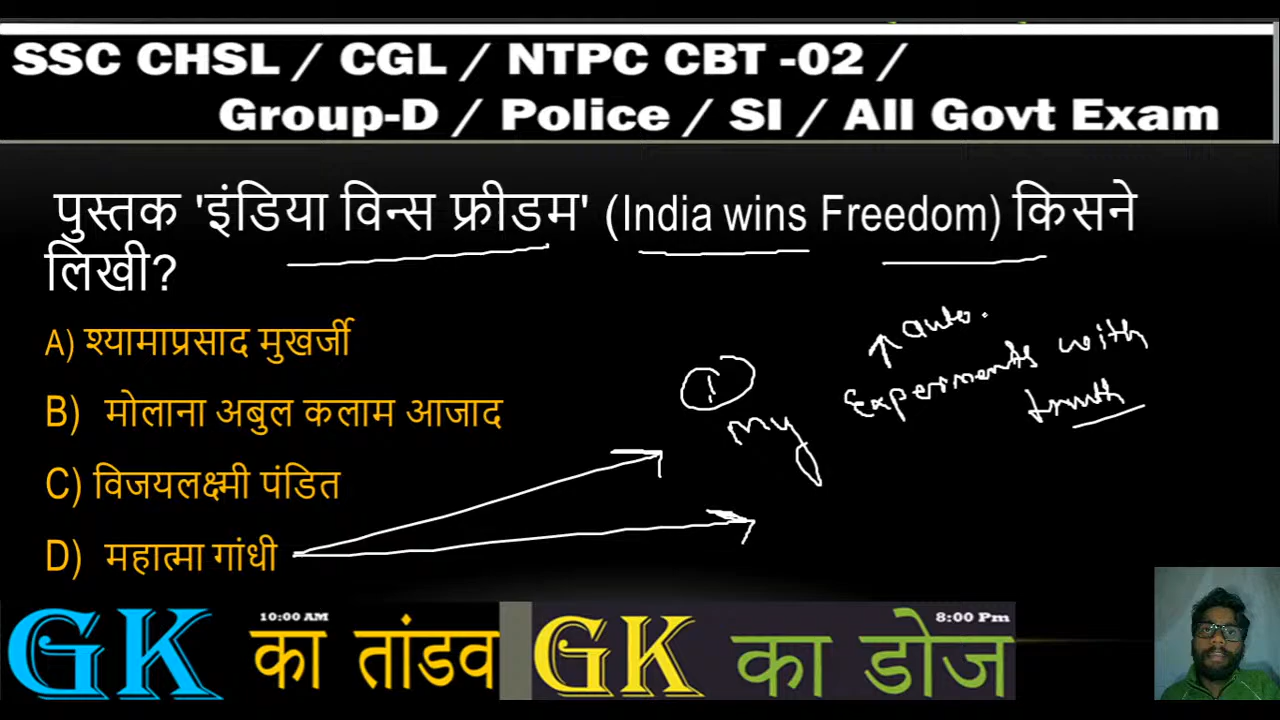 SSC CHSL / CGL / NTPC CBT -02 /
Group-D / Police / SI / All Govt Exam
पुस्तक 'इंडिया विन्स फ्रीडम' (India wins Freedom) किसने
लिखी?
A) श्यामाप्रसाद मुखर्जी
B) मोलाना अबुल कलाम आजाद
C) विजयलक्ष्मी पंडित
D) महात्मा गांधी
auto.
① My Experments with
truth
10:00 AM
GK का तांडव
8:00 Pm
GK का डोज